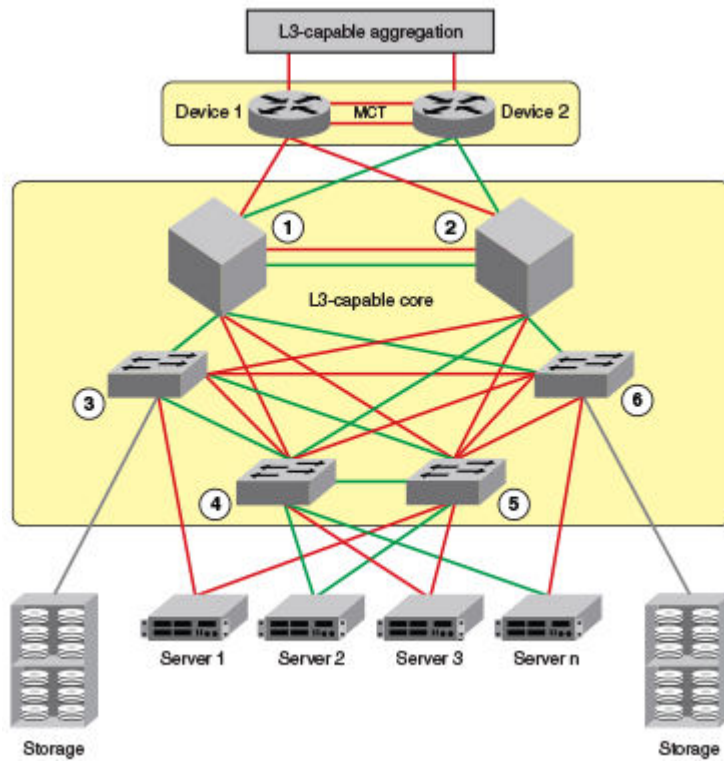 L3-capable aggregation
Device 1
MCT
Device 2
1
2
L3-capable core
3
6
4
5
Server 1
Server 2
Server 3
Server n
Storage
Storage